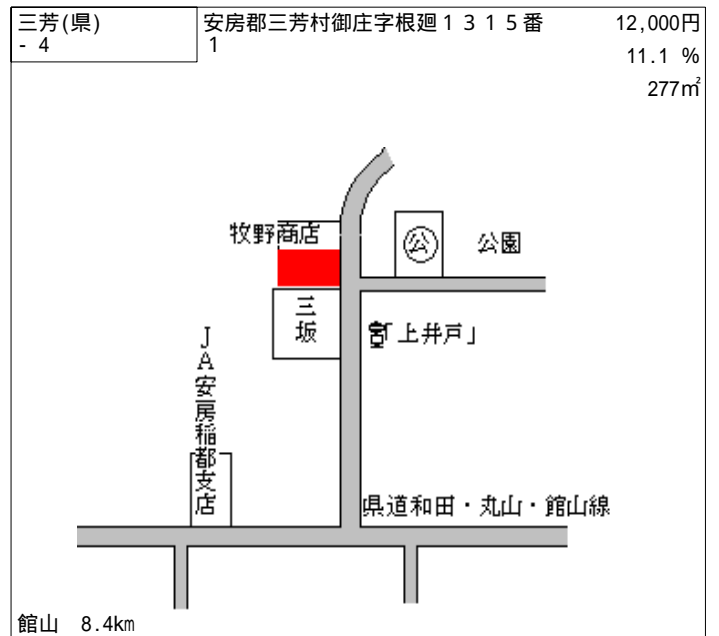 三芳(県)
- 4
安房郡三芳村御庄字根廻１３１５番
1
12,000円
11.1 %
277㎡
牧野商店
公
公園
三坂
「上井戸」
JA安房稲都支店
県道和田・丸山・館山線
館山 8.4km